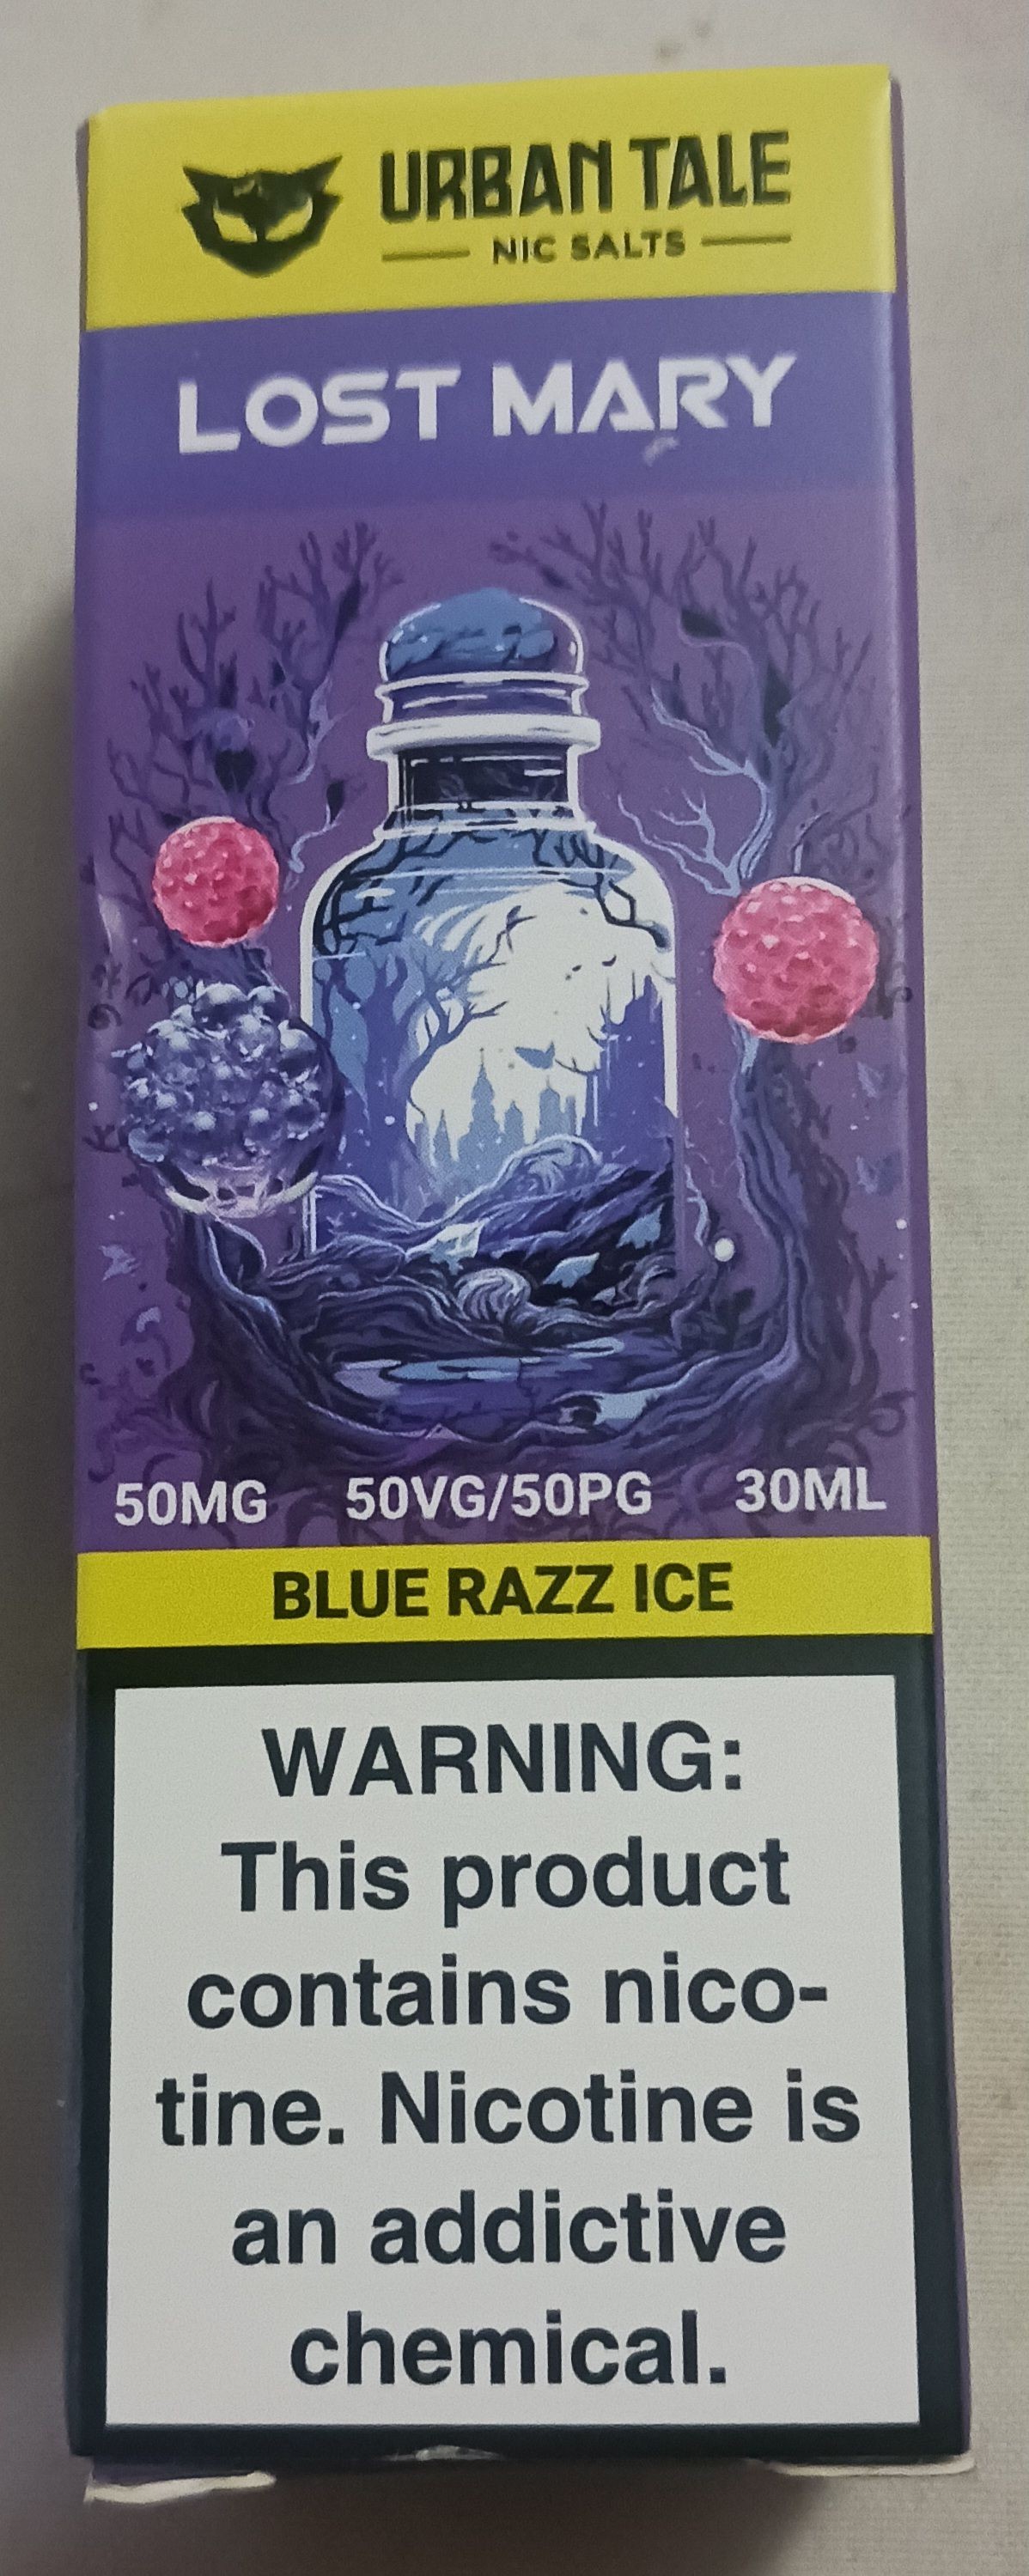 URBAN TALE
NIC SALTS
LOST MARY
50MG 50VG/50PG 30ML
BLUE RAZZ ICE
WARNING:
This product
contains nico-
tine. Nicotine is
an addictive
chemical.